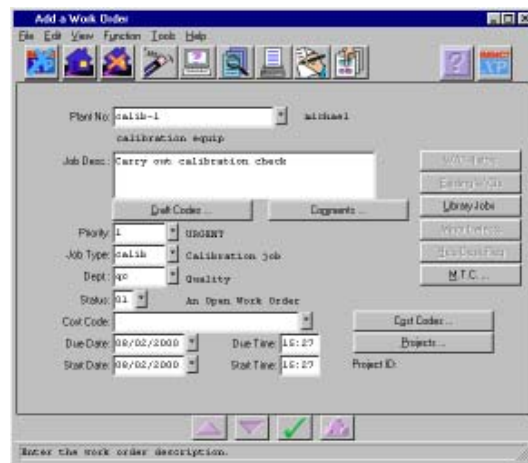 Add a Work Order
File Edit View Function Tools Help
Plant No: calib-1 michael
calibration equip
Job Desc.: Carry out calibration check
Craft Codes ... Comments ...
Library Jobs
Priority: 1 URGENT
Job Type: calib Calibration job
M.T.C....
Dept.: qc Quality
Status: 01 An Open Work Order
Cost Code: Cost Codes ...
Due Date: 08/02/2000 Due Time: 15:27 Projects...
Start Date: 08/02/2000 Start Time: 15:27 Project ID:
Enter the work order description.